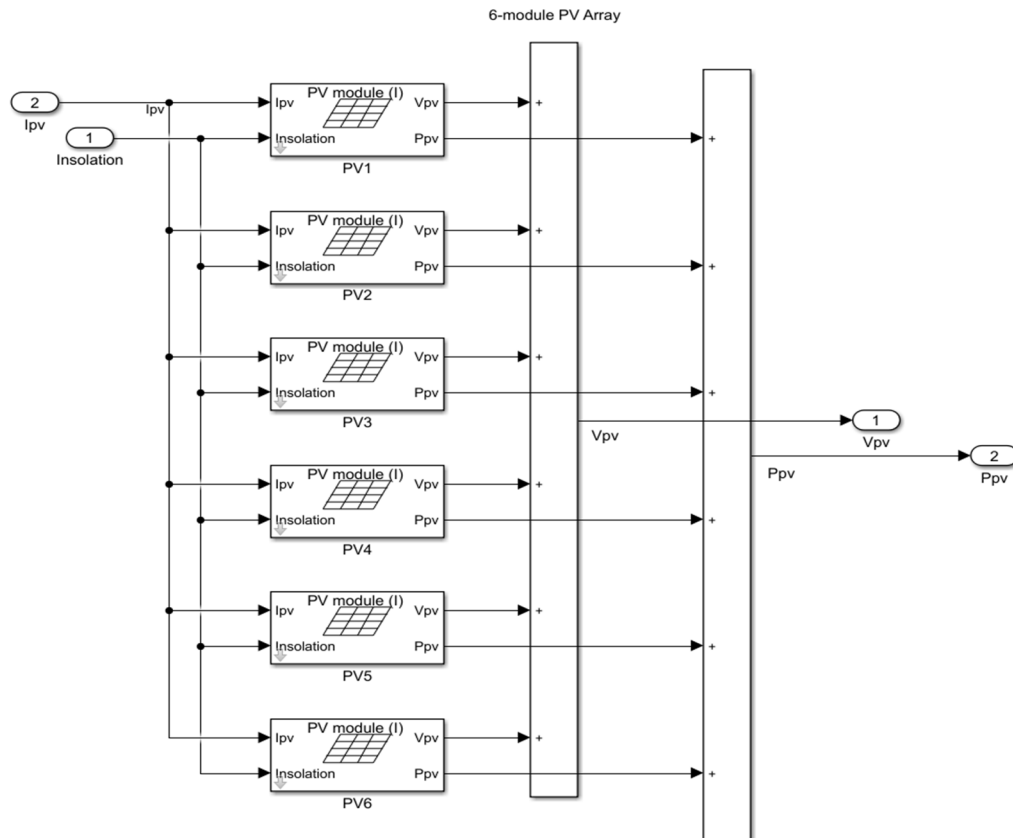 6-module PV Array
2
Ipv
Ipv
1
Insolation
PV module (I)
Ipv
Vpv
+
Insolation
Ppv
+
PV1
PV module (I)
Ipv
Vpv
+
Insolation
Ppv
+
PV2
PV module (I)
Ipv
Vpv
+
Insolation
Ppv
+
PV3
Vpv
1
Vpv
Ppv
2
Ppv
PV module (I)
Ipv
Vpv
+
Insolation
Ppv
+
PV4
PV module (I)
Ipv
Vpv
+
Insolation
Ppv
+
PV5
PV module (I)
Ipv
Vpv
+
Insolation
Ppv
+
PV6